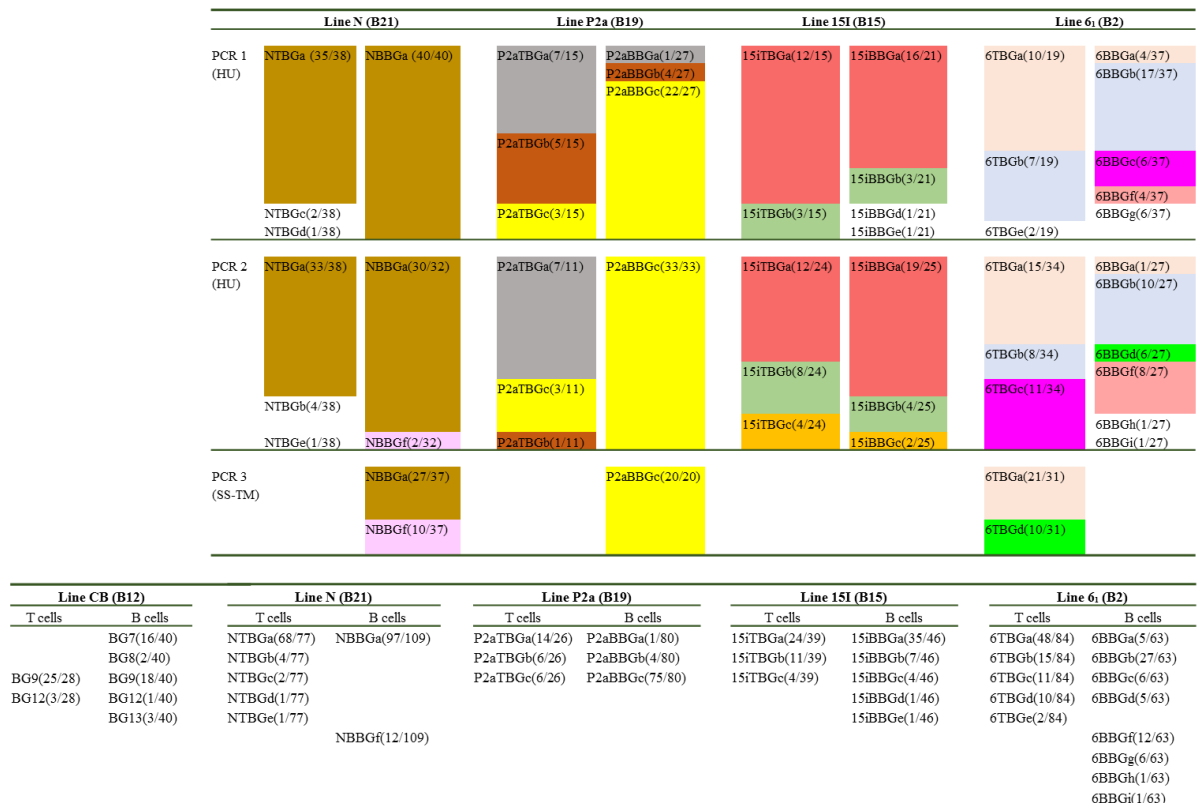 Line N (B21) Line P2a (B19) Line 15I (B15) Line 6₁ (B2)
PCR 1 NTBGa (35/38) NBBGa (40/40) P2aTBGa(7/15) P2aBBGa(1/27) 15iTBGa(12/15) 15iBBGa(16/21) 6TBGa(10/19) 6BBGa(4/37)
(HU) P2aBBGb(4/27) 6BBGb(17/37)
P2aBBGc(22/27)
P2aTBGb(5/15)
6TBGb(7/19) 6BBGc(6/37)
15iBBGb(3/21)
6BBGf(4/37)
NTBGc(2/38) P2aTBGc(3/15) 15iTBGb(3/15) 15iBBGd(1/21) 6BBGg(6/37)
NTBGd(1/38) 15iBBGe(1/21) 6TBGe(2/19)
PCR 2 NTBGa(33/38) NBBGa(30/32) P2aTBGa(7/11) P2aBBGc(33/33) 15iTBGa(12/24) 15iBBGa(19/25) 6TBGa(15/34) 6BBGa(1/27)
(HU) 6BBGb(10/27)
6TBGb(8/34) 6BBGd(6/27)
15iTBGb(8/24) 6BBGf(8/27)
P2aTBGc(3/11) 6TBGc(11/34)
NTBGb(4/38) 15iBBGb(4/25)
15iTBGc(4/24) 6BBGh(1/27)
NTBGe(1/38) NBBGf(2/32) P2aTBGb(1/11) 15iBBGc(2/25) 6BBGi(1/27)
PCR 3 NBBGa(27/37) P2aBBGc(20/20) 6TBGa(21/31)
(SS-TM)
NBBGf(10/37) 6TBGd(10/31)
Line CB (B12) Line N (B21) Line P2a (B19) Line 15I (B15) Line 6₁ (B2)
T cells B cells T cells B cells T cells B cells T cells B cells T cells B cells
BG7(16/40) NTBGa(68/77) NBBGa(97/109) P2aTBGa(14/26) P2aBBGa(1/80) 15iTBGa(24/39) 15iBBGa(35/46) 6TBGa(48/84) 6BBGa(5/63)
BG8(2/40) NTBGb(4/77) P2aTBGb(6/26) P2aBBGb(4/80) 15iTBGb(11/39) 15iBBGb(7/46) 6TBGb(15/84) 6BBGb(27/63)
BG9(25/28) BG9(18/40) NTBGc(2/77) P2aTBGc(6/26) P2aBBGc(75/80) 15iTBGc(4/39) 15iBBGc(4/46) 6TBGc(11/84) 6BBGc(6/63)
BG12(3/28) BG12(1/40) NTBGd(1/77) 15iBBGd(1/46) 6TBGd(10/84) 6BBGd(5/63)
BG13(3/40) NTBGe(1/77) 15iBBGe(1/46) 6TBGe(2/84)
NBBGf(12/109) 6BBGf(12/63)
6BBGg(6/63)
6BBGh(1/63)
6BBGi(1/63)